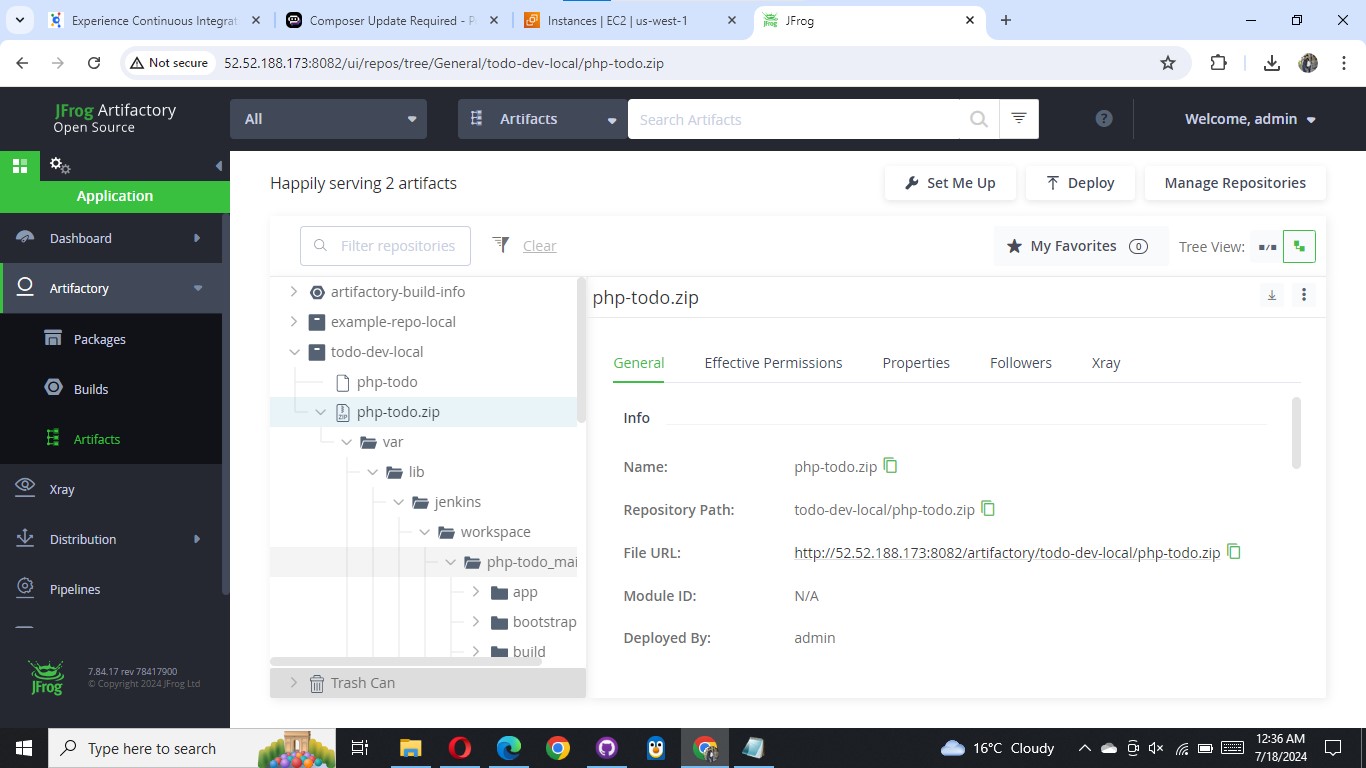 Experience Continuous Integrat
Composer Update Required - P
Instances | EC2 | us-west-1
JFrog
Not secure
52.52.188.173:8082/ui/repos/tree/General/todo-dev-local/php-todo.zip
JFrog Artifactory
Open Source
All
Artifacts
Search Artifacts
?
Welcome, admin
Application
Happily serving 2 artifacts
Set Me Up
Deploy
Manage Repositories
Dashboard
Artifactory
Packages
Builds
Artifacts
Xray
Distribution
Pipelines
JFrog
7.84.17 rev 78417900
© Copyright 2024 JFrog Ltd
Filter repositories
Clear
My Favorites 0
Tree View:
artifactory-build-info
example-repo-local
todo-dev-local
php-todo
ZIP
php-todo.zip
var
lib
jenkins
workspace
php-todo_mai
app
bootstrap
build
Trash Can
php-todo.zip
General
Effective Permissions
Properties
Followers
Xray
Info
Name: php-todo.zip
Repository Path: todo-dev-local/php-todo.zip
File URL: http://52.52.188.173:8082/artifactory/todo-dev-local/php-todo.zip
Module ID: N/A
Deployed By: admin
Type here to search
16°C Cloudy
12:36 AM
7/18/2024